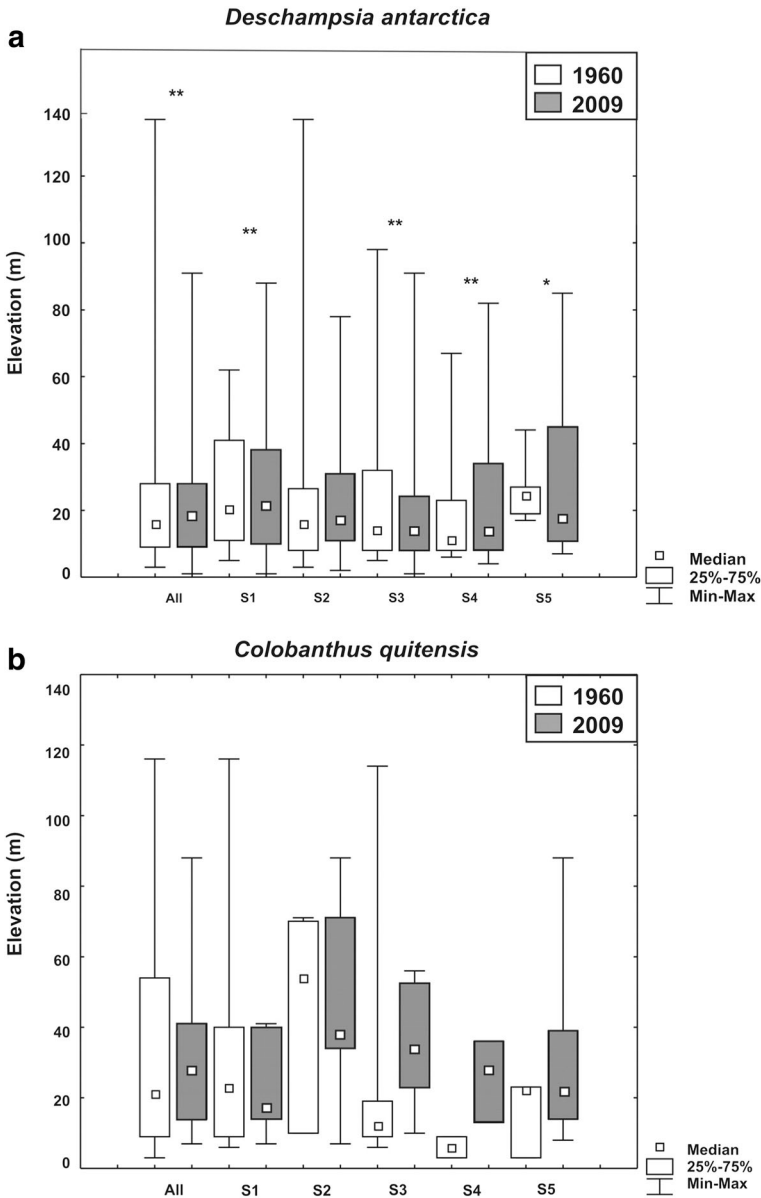 Deschampsia antarctica
a
1960
2009
**
**
**
**
*
140
120
100
80
60
40
20
0
Elevation (m)
All
S1
S2
S3
S4
S5
Median
25%-75%
Min-Max
Colobanthus quitensis
b
1960
2009
140
120
100
80
60
40
20
0
Elevation (m)
All
S1
S2
S3
S4
S5
Median
25%-75%
Min-Max